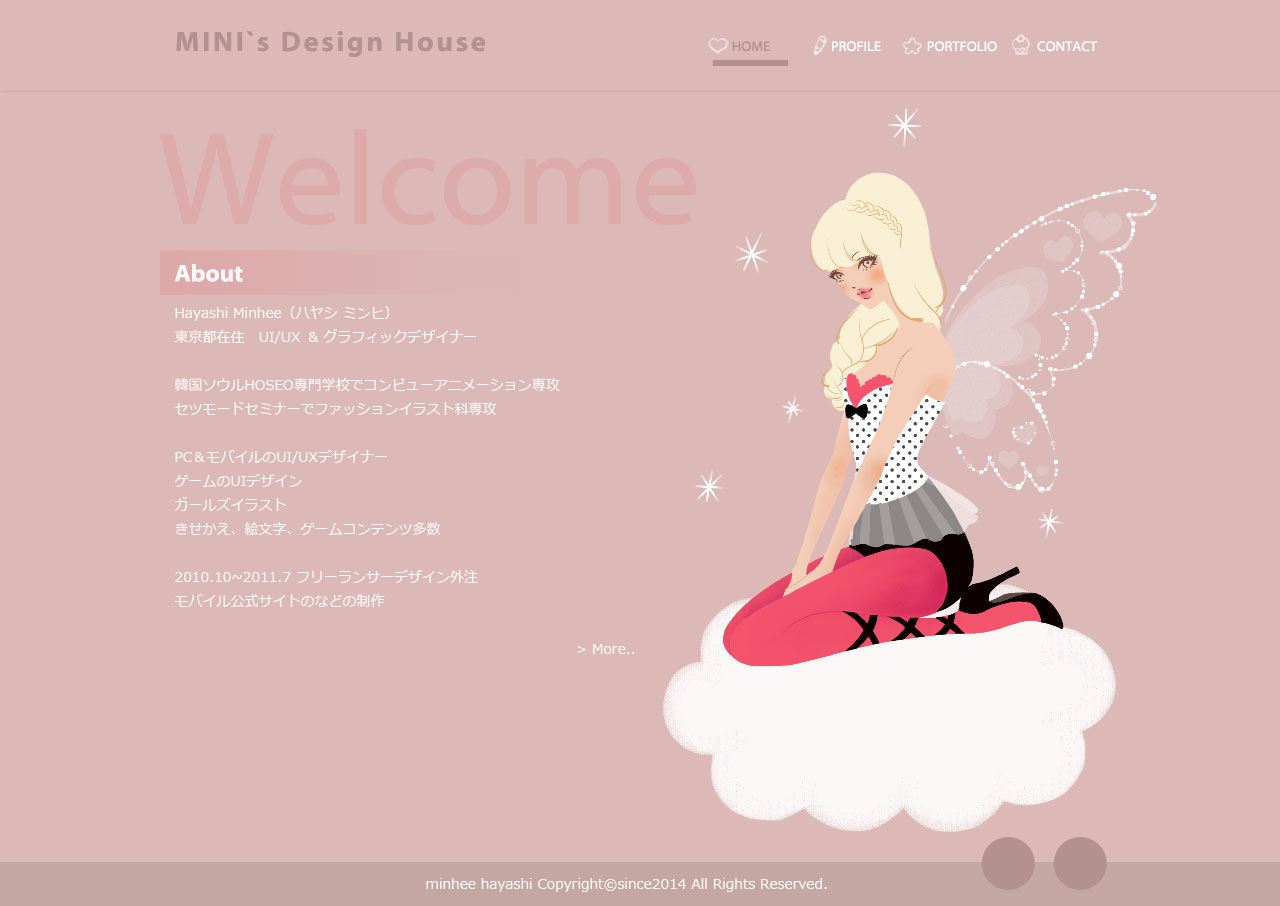 MINI`s Design House
HOME
PROFILE
PORTFOLIO
CONTACT
Welcome
About
Hayashi Minhee（ハヤシ ミンヒ）
東京都在住　UI/UX & グラフィックデザイナー
韓国ソウルHOSEO専門学校でコンピューアニメーション専攻
セツモードセミナーでファッションイラスト科専攻
PC＆モバイルのUI/UXデザイナー
ゲームのUIデザイン
ガールズイラスト
きせかえ、絵文字、ゲームコンテンツ多数
2010.10~2011.7 フリーランサーデザイン外注
モバイル公式サイトのなどの制作
> More..
minhee hayashi Copyright©since2014 All Rights Reserved.